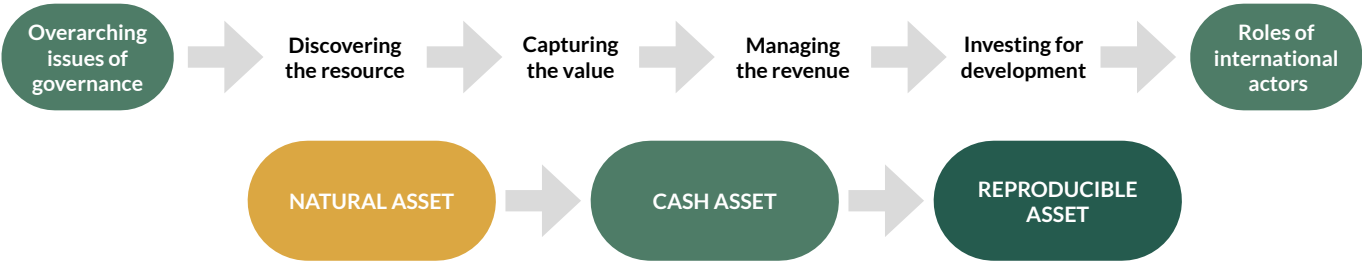 Overarching
issues of
governance
Discovering
the resource
Capturing
the value
Managing
the revenue
Investing for
development
Roles of
international
actors
NATURAL ASSET
CASH ASSET
REPRODUCIBLE
ASSET